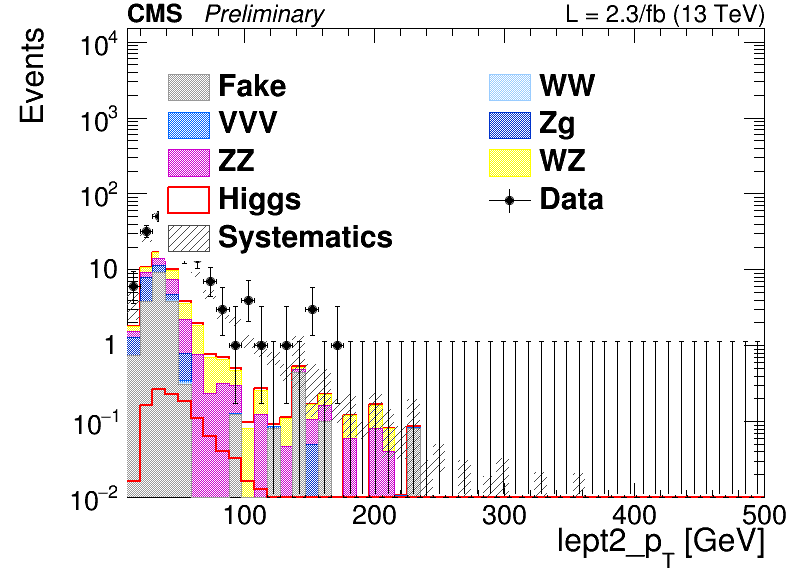 CMS Preliminary L = 2.3/fb (13 TeV)
Events
10^4
10^3
10^2
10
1
10^−1
10^−2
Fake WW
VVV Zg
ZZ WZ
Higgs Data
Systematics
100 200 300 400 500
lept2_p_T [GeV]